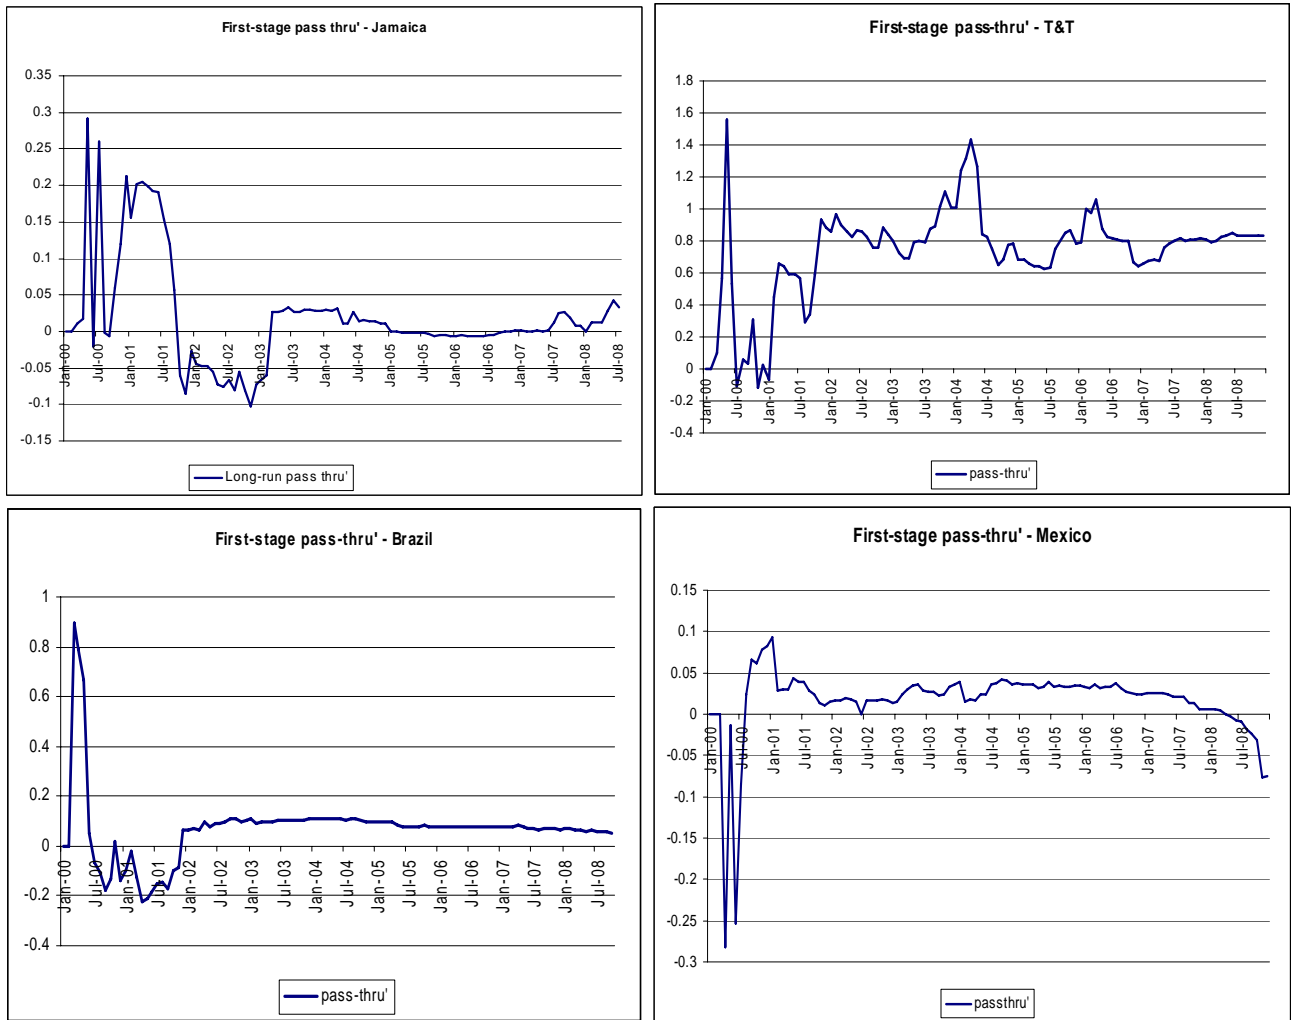 First-stage pass thru' - Jamaica
0.35
0.3
0.25
0.2
0.15
0.1
0.05
0
-0.05
-0.1
-0.15
Jan-00
Jul-00
Jan-01
Jul-01
Jan-02
Jul-02
Jan-03
Jul-03
Jan-04
Jul-04
Jan-05
Jul-05
Jan-06
Jul-06
Jan-07
Jul-07
Jan-08
Jul-08
Long-run pass thru'
First-stage pass-thru' - T&T
1.8
1.6
1.4
1.2
1
0.8
0.6
0.4
0.2
0
-0.2
-0.4
Jan-00
Jul-00
Jan-01
Jul-01
Jan-02
Jul-02
Jan-03
Jul-03
Jan-04
Jul-04
Jan-05
Jul-05
Jan-06
Jul-06
Jan-07
Jul-07
Jan-08
Jul-08
pass-thru'
First-stage pass-thru' - Brazil
1
0.8
0.6
0.4
0.2
0
-0.2
-0.4
Jan-00
Jul-00
Jan-01
Jul-01
Jan-02
Jul-02
Jan-03
Jul-03
Jan-04
Jul-04
Jan-05
Jul-05
Jan-06
Jul-06
Jan-07
Jul-07
Jan-08
Jul-08
pass-thru'
First-stage pass-thru' - Mexico
0.15
0.1
0.05
0
-0.05
-0.1
-0.15
-0.2
-0.25
-0.3
Jan-00
Jul-00
Jan-01
Jul-01
Jan-02
Jul-02
Jan-03
Jul-03
Jan-04
Jul-04
Jan-05
Jul-05
Jan-06
Jul-06
Jan-07
Jul-07
Jan-08
Jul-08
passthru'